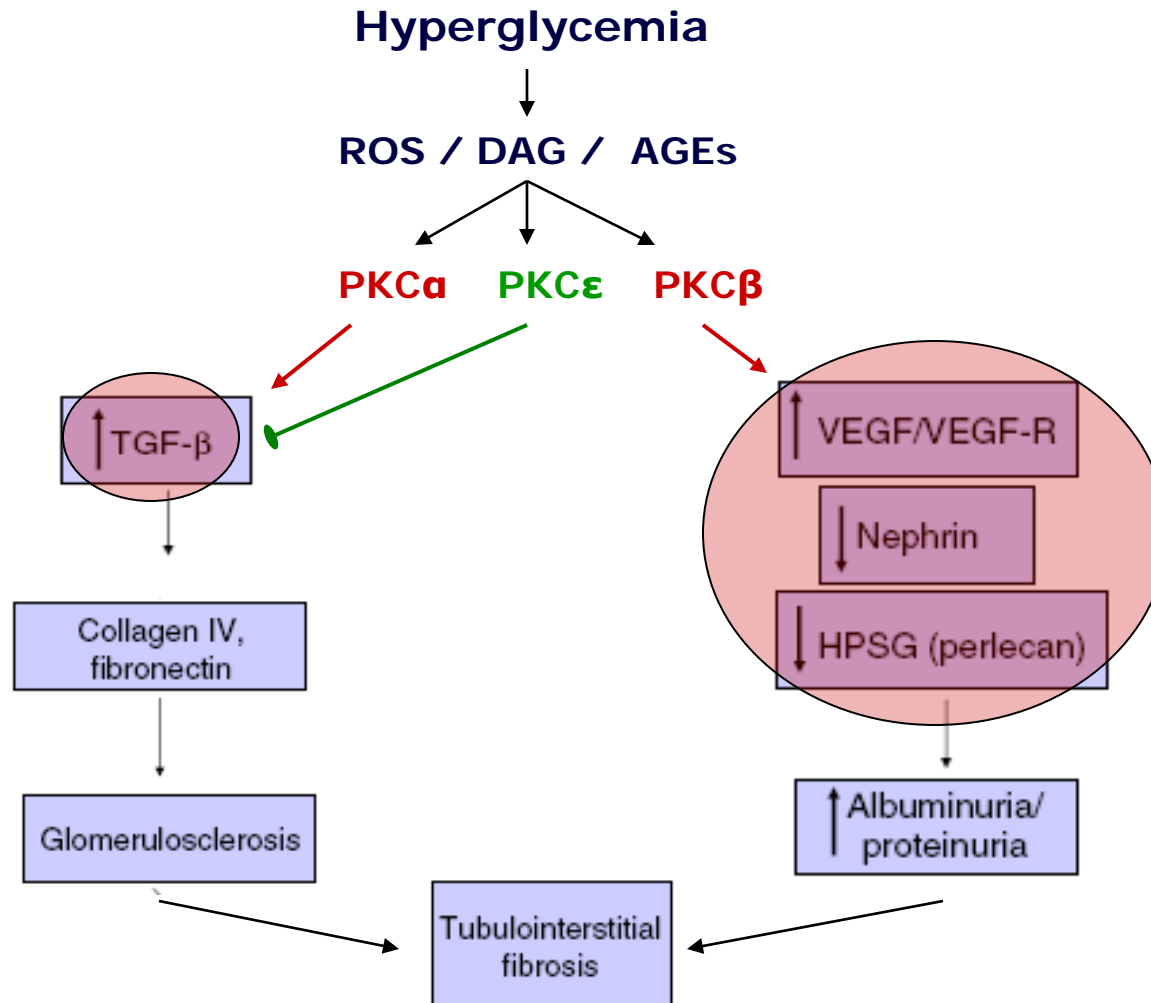 Hyperglycemia
ROS / DAG / AGEs
PKCα PKCε PKCβ
↑ TGF-β
Collagen IV,
fibronectin
Glomerulosclerosis
↑ VEGF/VEGF-R
↓ Nephrin
↓ HPSG (perlecan)
↑ Albuminuria/
proteinuria
Tubulointerstitial
fibrosis